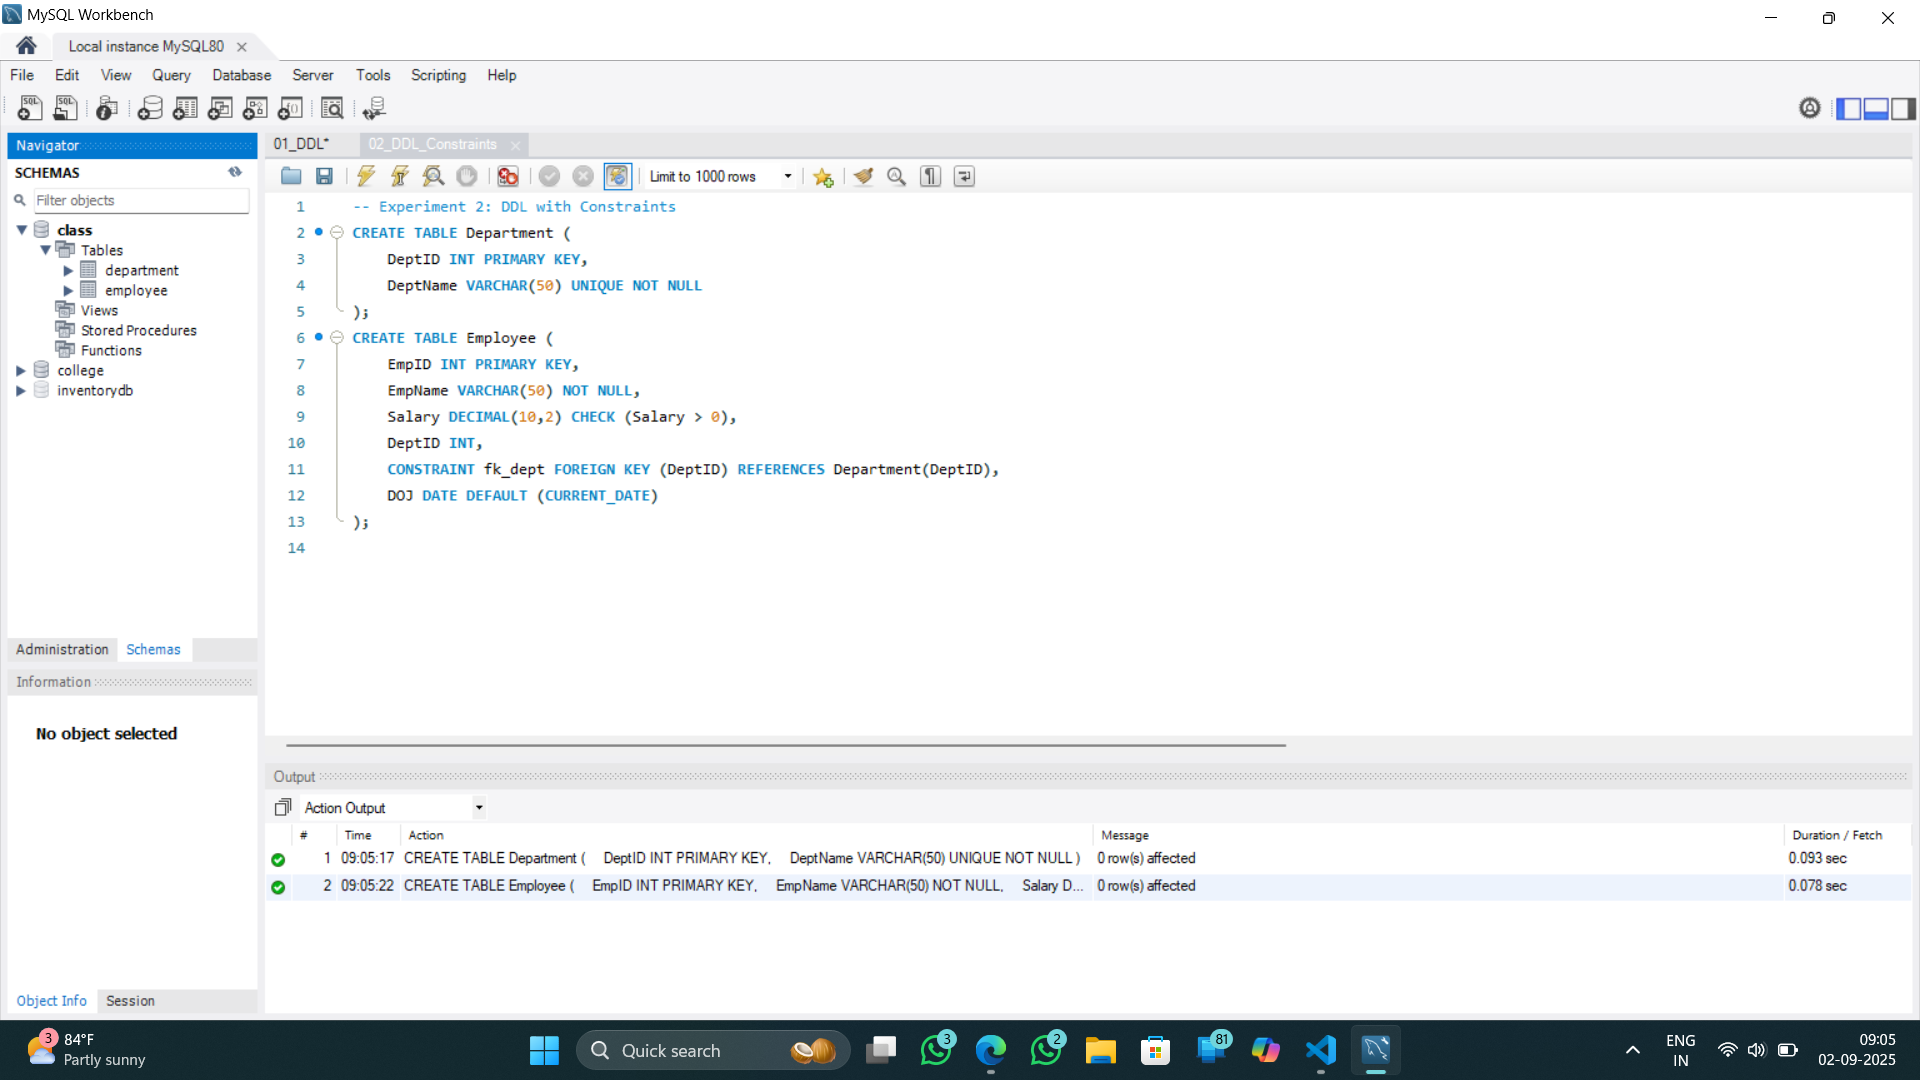 MySQL Workbench
Local instance MySQL80
File Edit View Query Database Server Tools Scripting Help
Navigator
SCHEMAS
Filter objects
class
Tables
department
employee
Views
Stored Procedures
Functions
college
inventorydb
Administration Schemas
Information
No object selected
Object Info Session
01_DDL* 02_DDL_Constraints
Limit to 1000 rows
1 -- Experiment 2: DDL with Constraints
2 CREATE TABLE Department (
3 DeptID INT PRIMARY KEY,
4 DeptName VARCHAR(50) UNIQUE NOT NULL
5 );
6 CREATE TABLE Employee (
7 EmpID INT PRIMARY KEY,
8 EmpName VARCHAR(50) NOT NULL,
9 Salary DECIMAL(10,2) CHECK (Salary > 0),
10 DeptID INT,
11 CONSTRAINT fk_dept FOREIGN KEY (DeptID) REFERENCES Department(DeptID),
12 DOJ DATE DEFAULT (CURRENT_DATE)
13 );
14
Output
Action Output
# Time Action Message Duration / Fetch
1 09:05:17 CREATE TABLE Department ( DeptID INT PRIMARY KEY, DeptName VARCHAR(50) UNIQUE NOT NULL ) 0 row(s) affected 0.093 sec
2 09:05:22 CREATE TABLE Employee ( EmpID INT PRIMARY KEY, EmpName VARCHAR(50) NOT NULL, Salary D... 0 row(s) affected 0.078 sec
3 84°F
Partly sunny
Quick search
3
2
81
ENG
IN
09:05
02-09-2025